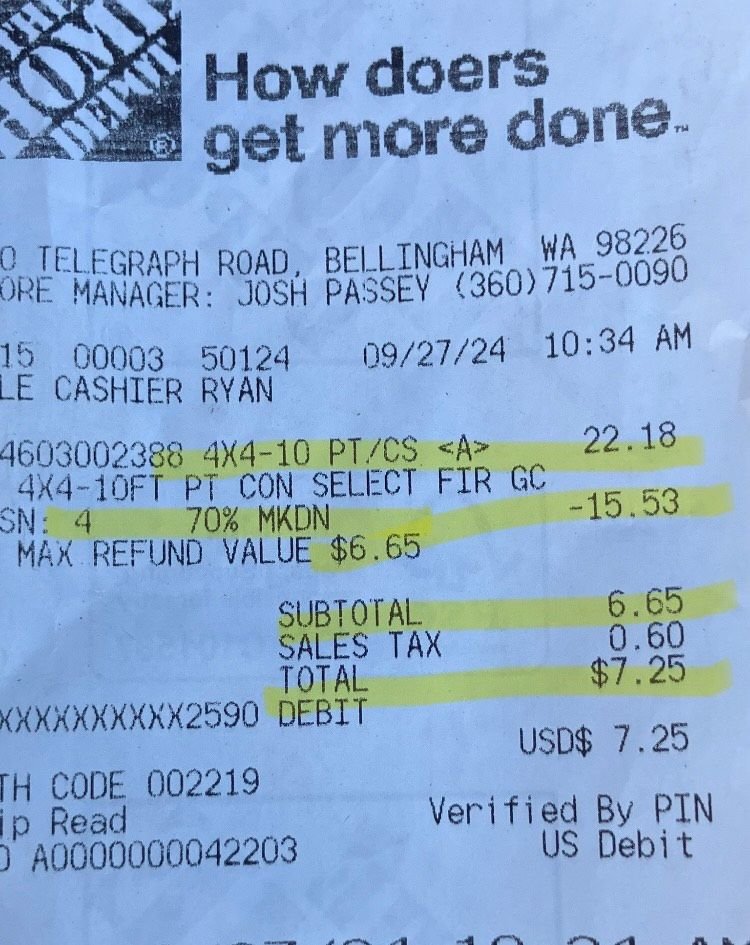 THE
HOME
DEPOT
®
How doers
get more done.™
0 TELEGRAPH ROAD, BELLINGHAM WA 98226
ORE MANAGER: JOSH PASSEY (360)715-0090
15 00003 50124 09/27/24 10:34 AM
LE CASHIER RYAN
4603002388 4X4-10 PT/CS <A> 22.18
4X4-10FT PT CON SELECT FIR GC
SN: 4 70% MKDN -15.53
MAX REFUND VALUE $6.65
SUBTOTAL 6.65
SALES TAX 0.60
TOTAL $7.25
XXXXXXXXXX2590 DEBIT
USD$ 7.25
TH CODE 002219
ip Read Verified By PIN
D A0000000042203 US Debit